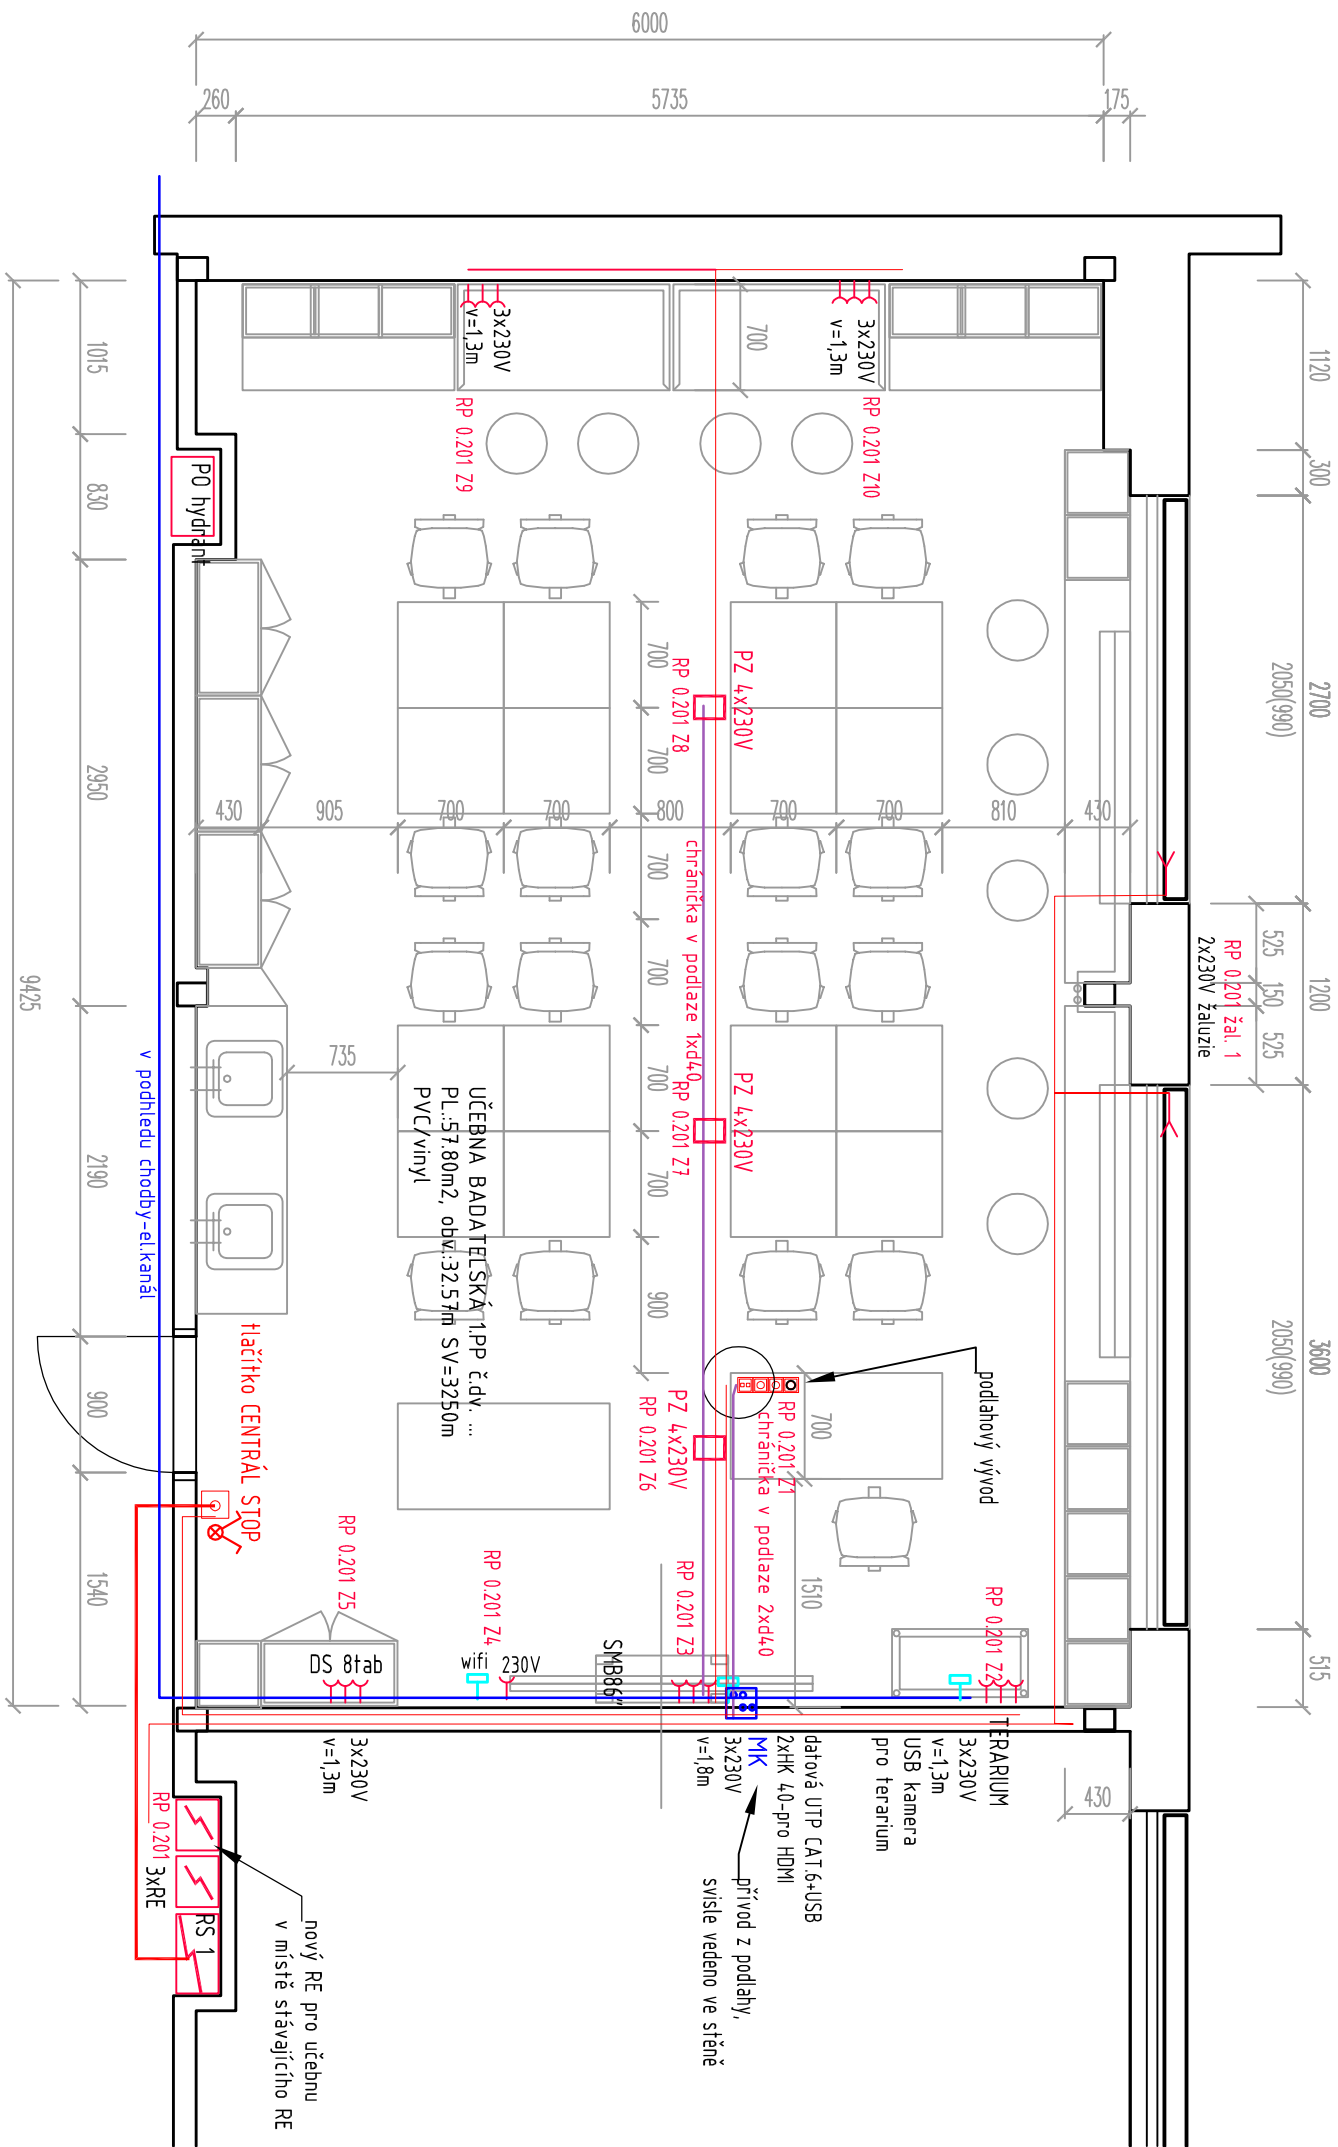 6000
260
5735
175
1120
300
2700
2050(990)
525
150
525
1200
3600
2050(990)
515
430
1015
830
2950
2190
900
1540
9425
3x230V
v=1,3m
RP 0.201 Z9
700
3x230V
v=1,3m
RP 0.201 Z10
PO hydrant
PZ 4x230V
RP 0.201 Z8
700
700
700
700
700
700
900
430
905
700
700
800
700
700
810
430
chránička v podlaze 1xd40
RP 0.201 žal. 1
2x230V žaluzie
735
PZ 4x230V
RP 0.201 Z7
UČEBNA BADATELSKÁ 1.PP č.dv. ...
PL.:57.80m2, obv.:32.57m SV=3250m
PVC/vinyl
v podhledu chodby-el.kanál
tlačítko CENTRÁL STOP
podlahový vývod
RP 0.201 Z1
chránička v podlaze 2xd40
700
1510
PZ 4x230V
RP 0.201 Z6
RP 0.201 Z5
RP 0.201 Z4
RP 0.201 Z3
RP 0.201 Z2
DS 8tab
wifi
230V
SMB86"
3x230V
v=1,3m
TERARIUM
3x230V
v=1,3m
USB kamera
pro terarium
datová UTP CAT.6+USB
2xHK 40-pro HDMI
MK
3x230V
v=1,8m
přívod z podlahy,
svisle vedeno ve stěně
RP 0.201
3xRE
RS 1
nový RE pro učebnu
v místě stávajícího RE